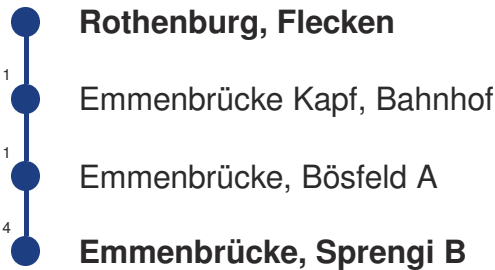 Rothenburg, Flecken
1
Emmenbrücke Kapf, Bahnhof
1
Emmenbrücke, Bösfeld A
4
Emmenbrücke, Sprengi B